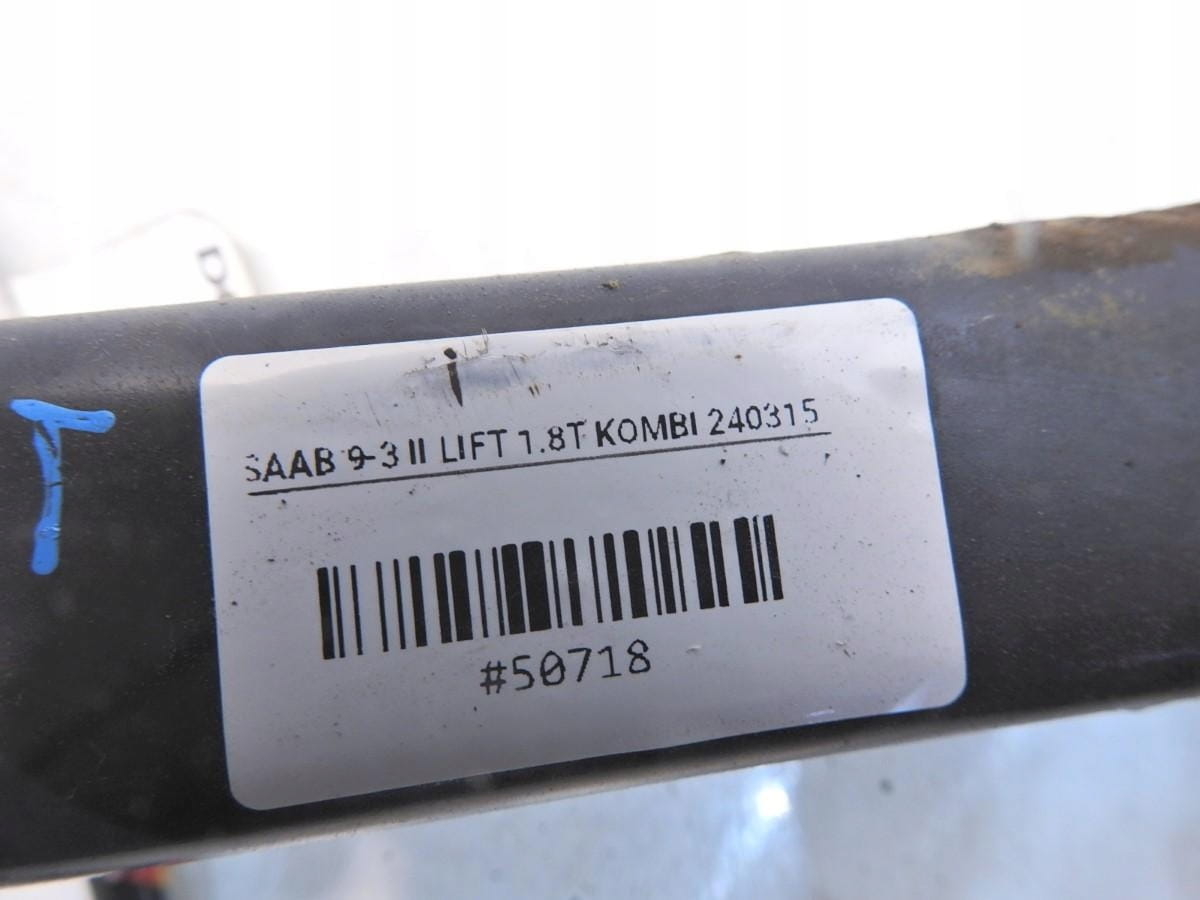 T
SAAB 9-3 II LIFT 1.8T KOMBI 240315
#50718